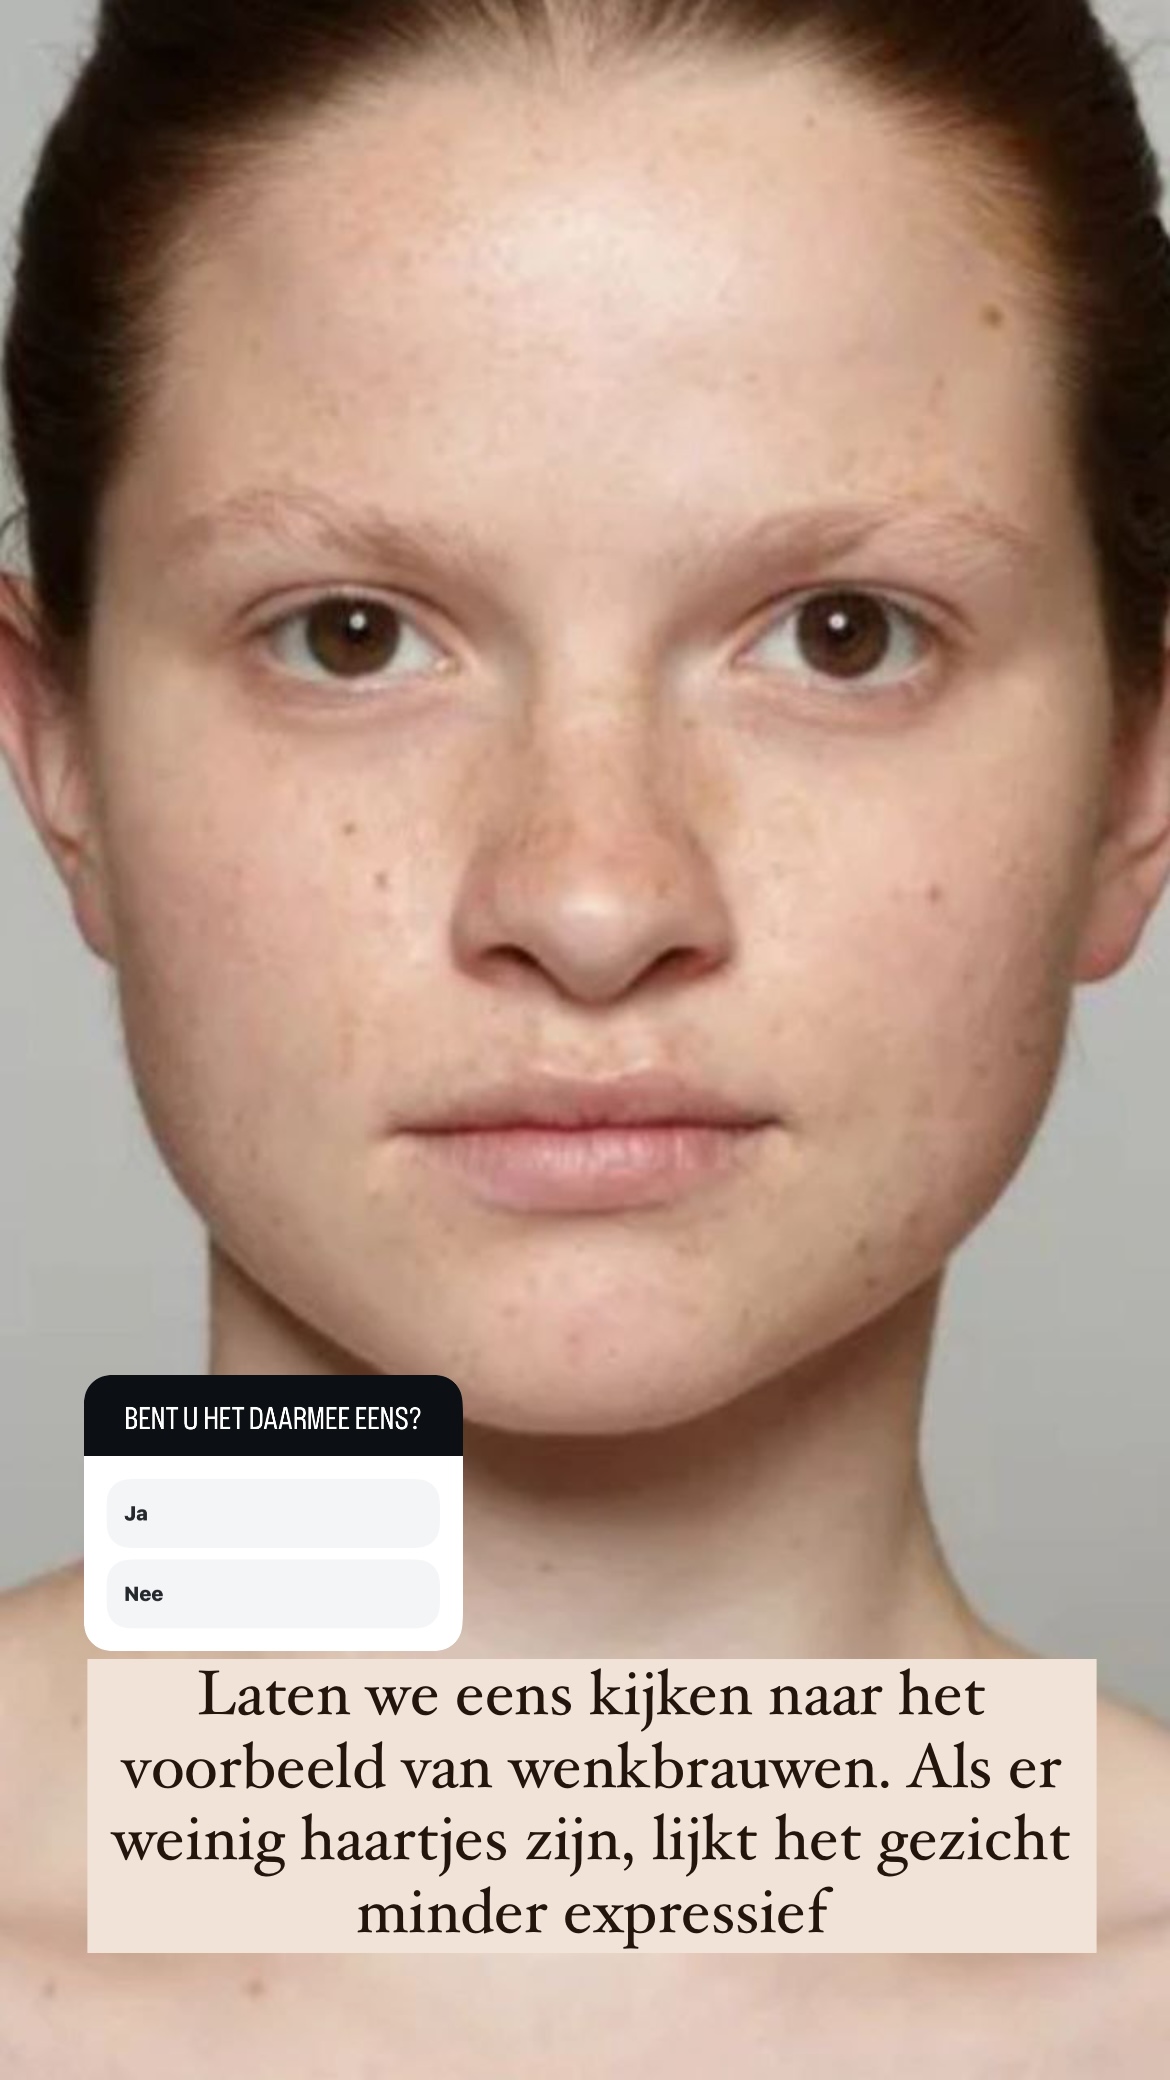 BENT U HET DAARMEE EENS?
Ja
Nee
Laten we eens kijken naar het
voorbeeld van wenkbrauwen. Als er
weinig haartjes zijn, lijkt het gezicht
minder expressief